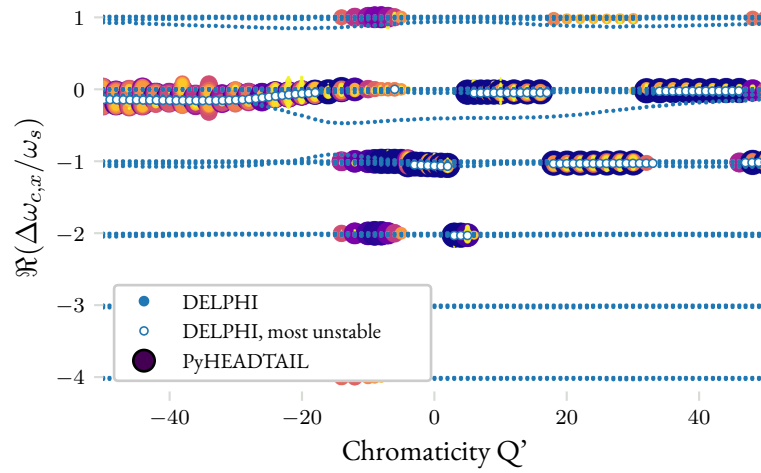 ℜ(Δω_{c,x}/ω_s)
1
0
−1
−2
−3
−4
DELPHI
DELPHI, most unstable
PyHEADTAIL
−40
−20
0
20
40
Chromaticity Q’